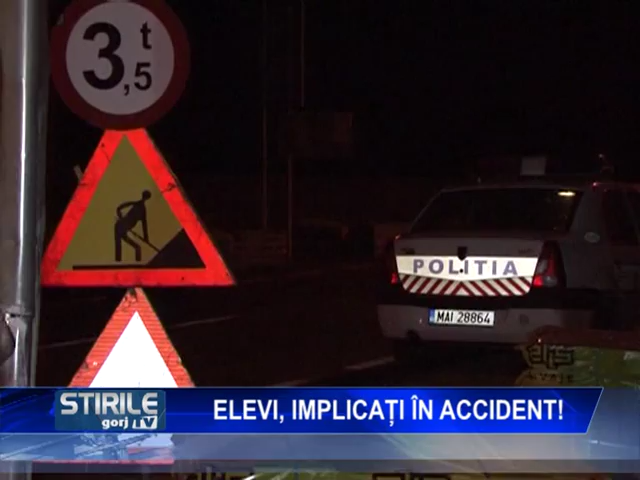 3,5 t
POLITIA
MAI 28864
STIRILE
gorj TV
ELEVI, IMPLICAȚI ÎN ACCIDENT!